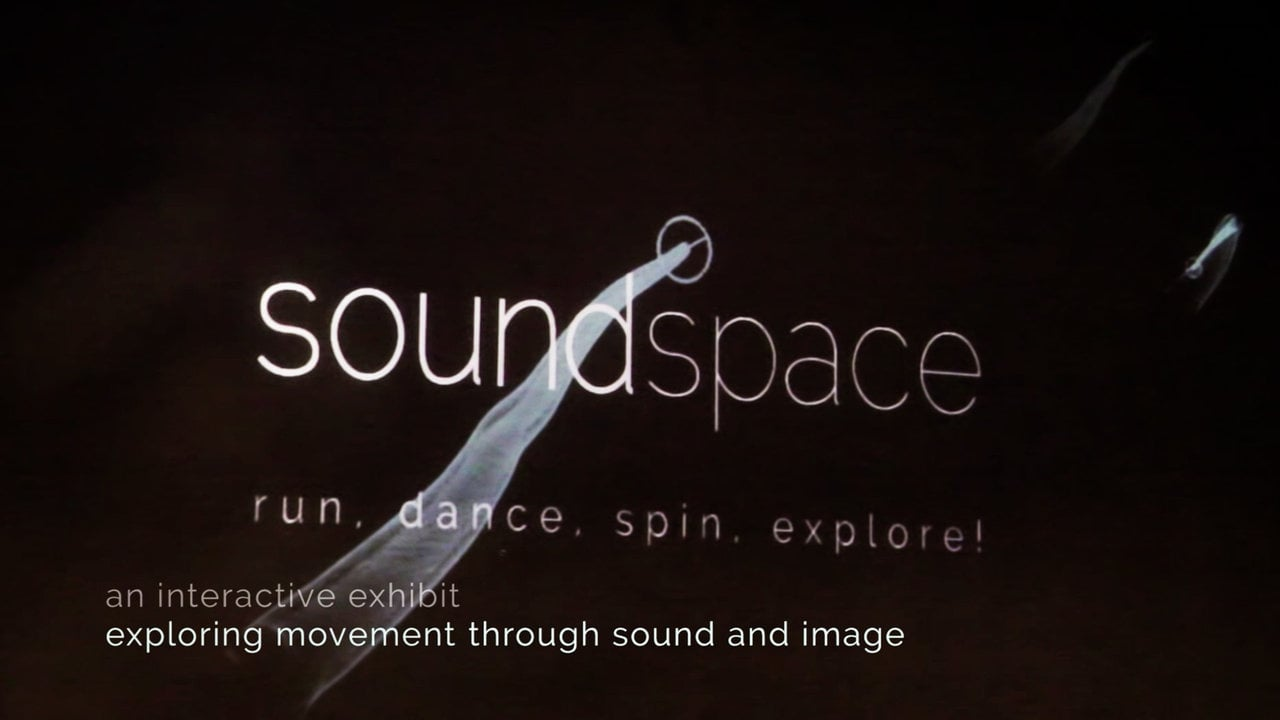 soundspace
run, dance, spin, explore!
an interactive exhibit
exploring movement through sound and image